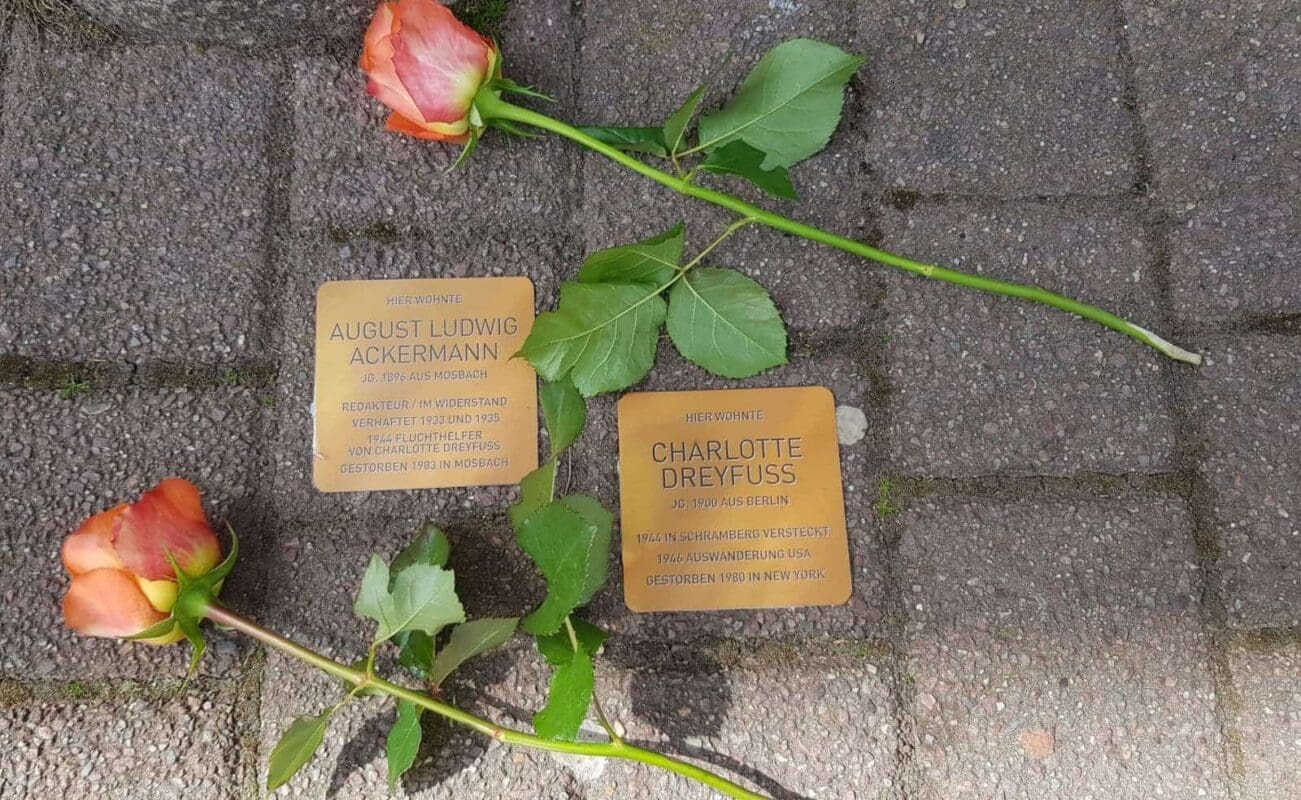 HIER WOHNTE
AUGUST LUDWIG
ACKERMANN
JG. 1896 AUS MOSBACH
REDAKTEUR / IM WIDERSTAND
VERHAFTET 1933 UND 1935
1944 FLUCHTHELFER
VON CHARLOTTE DREYFUSS
GESTORBEN 1983 IN MOSBACH
HIER WOHNTE
CHARLOTTE
DREYFUSS
JG. 1900 AUS BERLIN
1944 IN SCHRAMBERG VERSTECKT
1946 AUSWANDERUNG USA
GESTORBEN 1980 IN NEW YORK